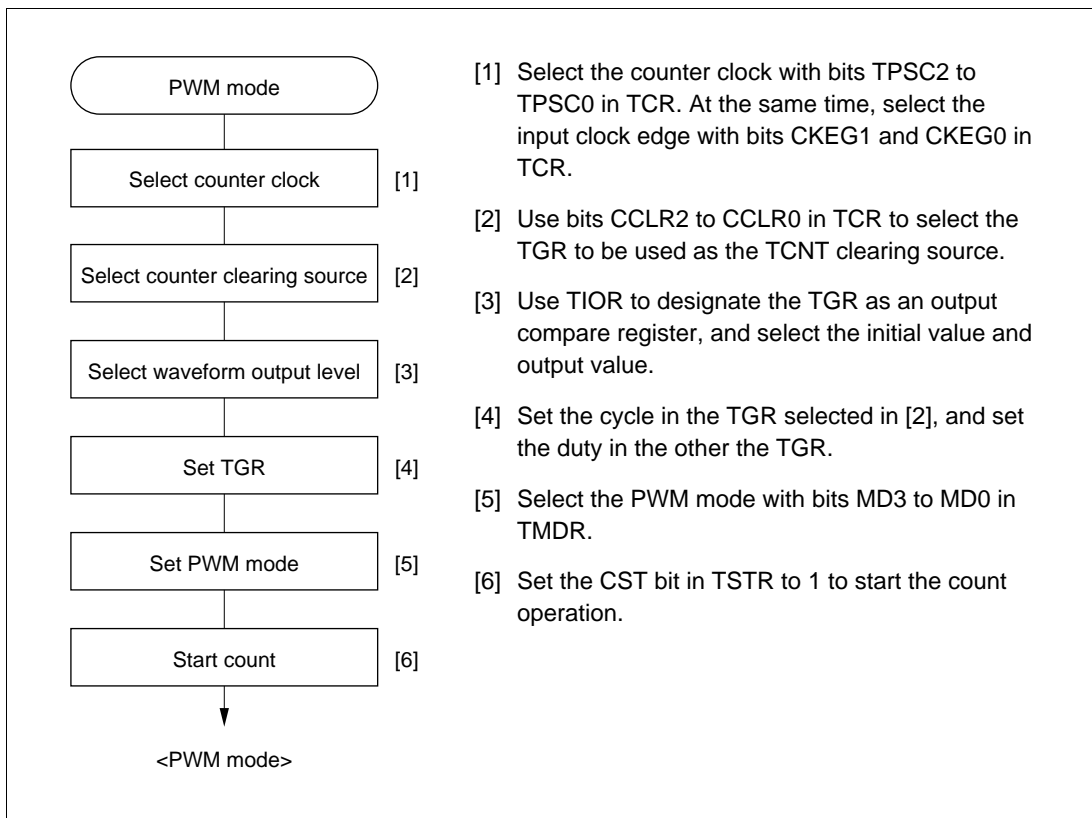 PWM mode
Select counter clock [1]
Select counter clearing source [2]
Select waveform output level [3]
Set TGR [4]
Set PWM mode [5]
Start count [6]
<PWM mode>
[1] Select the counter clock with bits TPSC2 to
TPSC0 in TCR. At the same time, select the
input clock edge with bits CKEG1 and CKEG0 in
TCR.
[2] Use bits CCLR2 to CCLR0 in TCR to select the
TGR to be used as the TCNT clearing source.
[3] Use TIOR to designate the TGR as an output
compare register, and select the initial value and
output value.
[4] Set the cycle in the TGR selected in [2], and set
the duty in the other the TGR.
[5] Select the PWM mode with bits MD3 to MD0 in
TMDR.
[6] Set the CST bit in TSTR to 1 to start the count
operation.